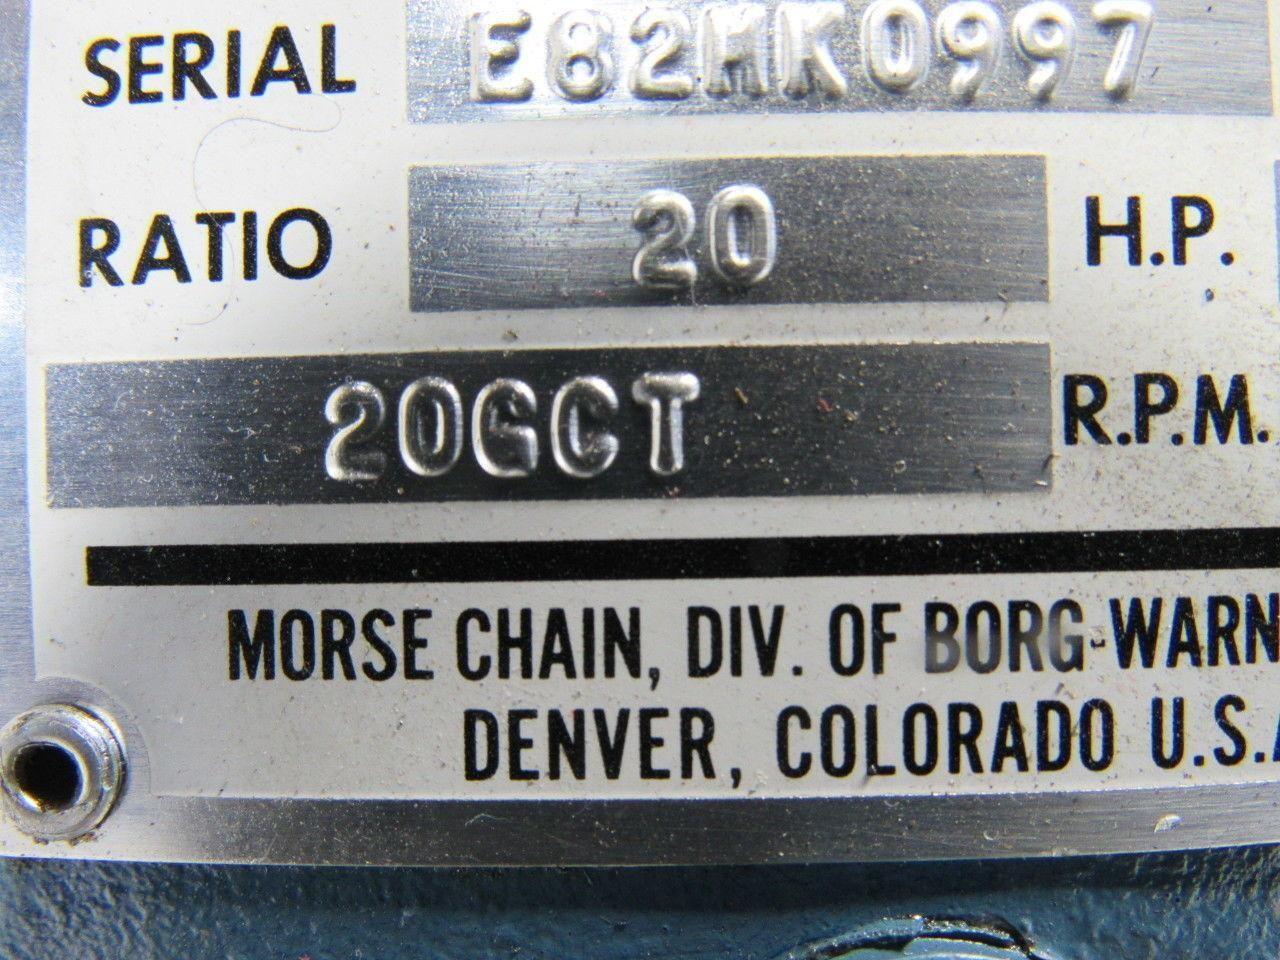 SERIAL E82MK0997
RATIO 20 H.P.
20GCT R.P.M.
MORSE CHAIN, DIV. OF BORG-WARN
DENVER, COLORADO U.S.A